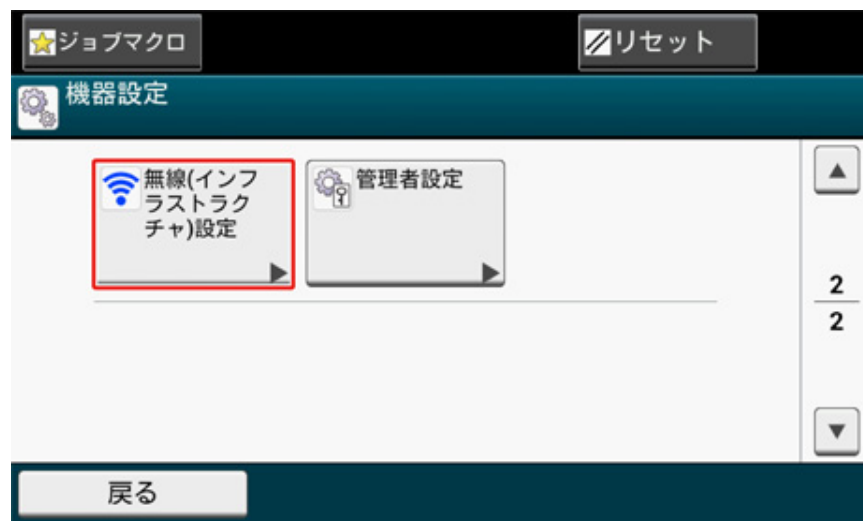 ジョブマクロ
リセット
機器設定
無線(インフ
ラストラク
チャ)設定
管理者設定
2
2
戻る